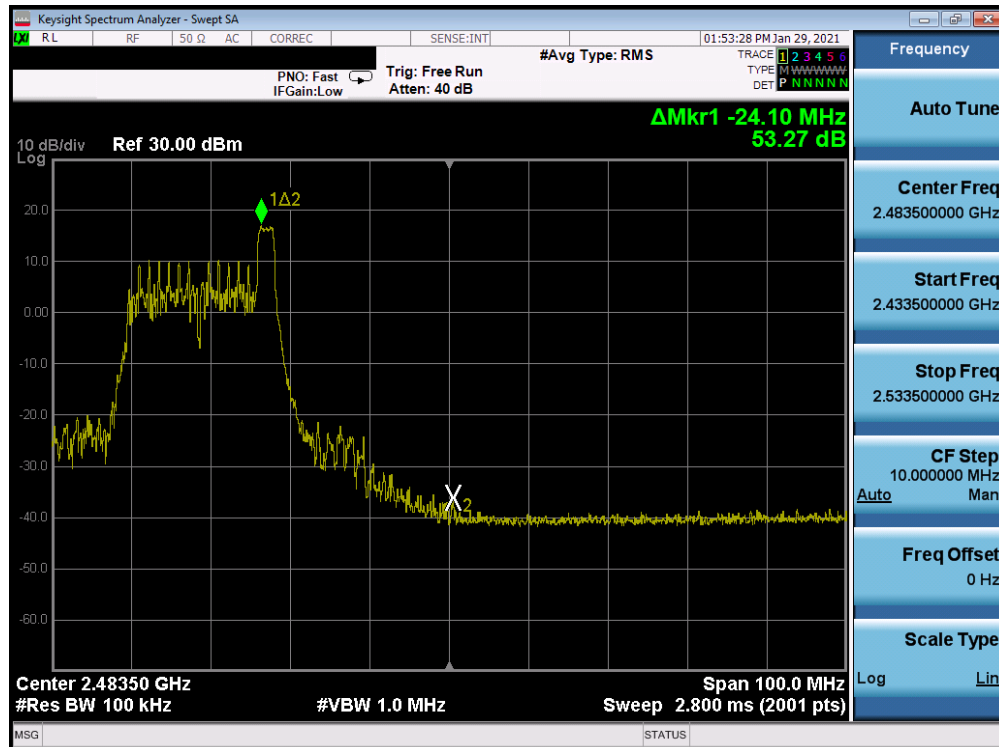 Keysight Spectrum Analyzer - Swept SA
LXI RL RF 50 Ω AC CORREC SENSE:INT 01:53:28 PM Jan 29, 2021
#Avg Type: RMS TRACE 1 2 3 4 5 6
PNO: Fast Trig: Free Run TYPE M WWWWW
IFGain:Low Atten: 40 dB DET P N N N N N
ΔMkr1 -24.10 MHz
10 dB/div Ref 30.00 dBm 53.27 dB
Log
1Δ2
20.0
10.0
0.00
-10.0
-20.0
-30.0
2
-40.0
-50.0
-60.0
Center 2.48350 GHz Span 100.0 MHz
#Res BW 100 kHz #VBW 1.0 MHz Sweep 2.800 ms (2001 pts)
MSG STATUS
Frequency
Auto Tune
Center Freq
2.483500000 GHz
Start Freq
2.433500000 GHz
Stop Freq
2.533500000 GHz
CF Step
10.000000 MHz
Auto Man
Freq Offset
0 Hz
Scale Type
Log Lin